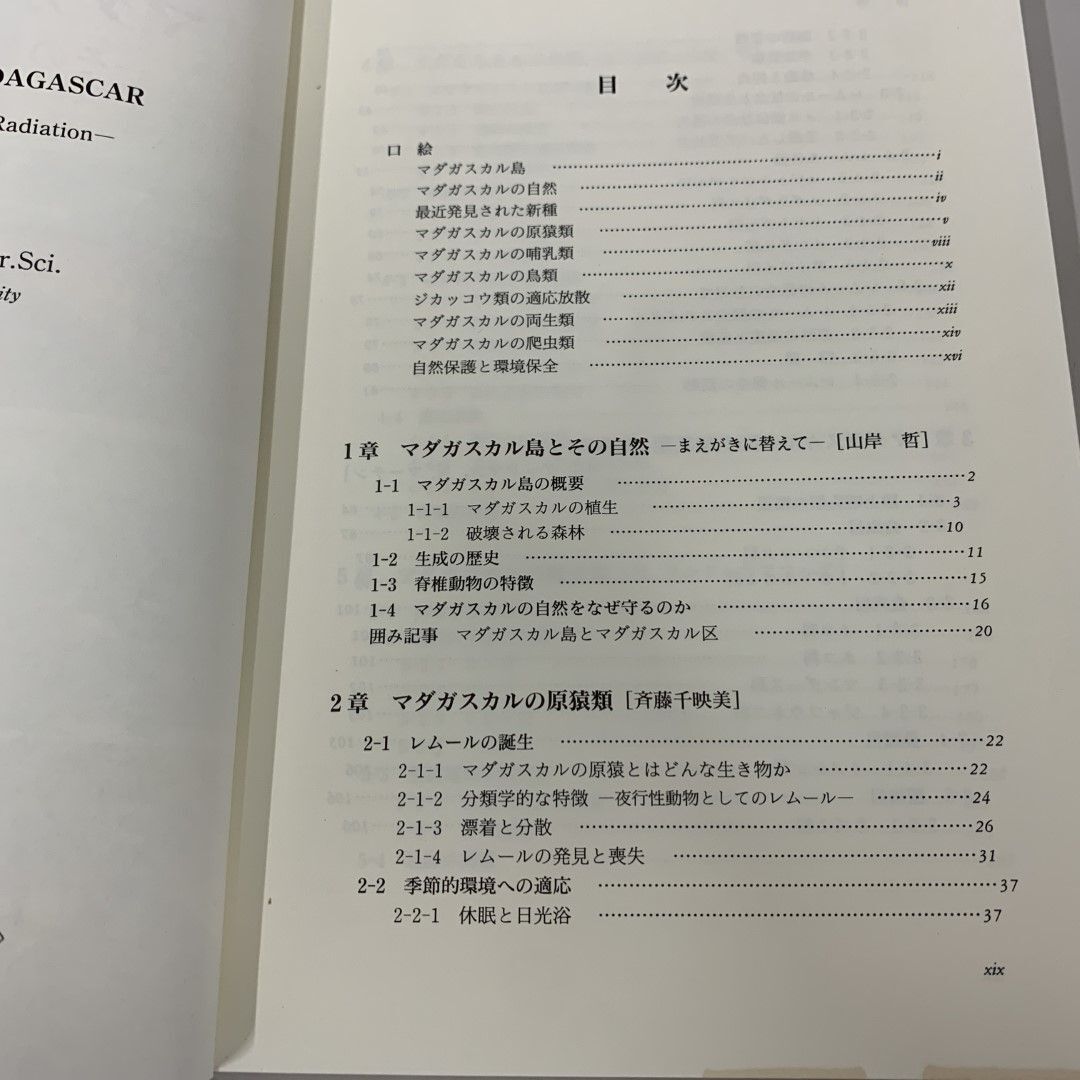 DAGASCAR
Radiation—
r.Sci.
ity
目 次
口 絵
マダガスカル島 ……………………………………………… i
マダガスカルの自然 ……………………………………………… ii
最近発見された新種 ……………………………………………… iv
マダガスカルの原猿類 ……………………………………………… v
マダガスカルの哺乳類 ……………………………………………… viii
マダガスカルの鳥類 ……………………………………………… x
ジカッコウ類の適応放散 ……………………………………………… xii
マダガスカルの両生類 ……………………………………………… xiii
マダガスカルの爬虫類 ……………………………………………… xiv
自然保護と環境保全 ……………………………………………… xvi
1章 マダガスカル島とその自然 —まえがきに替えて— [山岸 哲]
1-1 マダガスカル島の概要 ……………………………………………… 2
1-1-1 マダガスカルの植生 ……………………………………………… 3
1-1-2 破壊される森林 ……………………………………………… 10
1-2 生成の歴史 ……………………………………………… 11
1-3 脊椎動物の特徴 ……………………………………………… 15
1-4 マダガスカルの自然をなぜ守るのか ……………………………………………… 16
囲み記事 マダガスカル島とマダガスカル区 ……………………………………………… 20
2章 マダガスカルの原猿類 [斉藤千映美]
2-1 レムールの誕生 ……………………………………………… 22
2-1-1 マダガスカルの原猿とはどんな生き物か ……………………………………………… 22
2-1-2 分類学的な特徴 —夜行性動物としてのレムール— ……………………………………………… 24
2-1-3 漂着と分散 ……………………………………………… 26
2-1-4 レムールの発見と喪失 ……………………………………………… 31
2-2 季節的環境への適応 ……………………………………………… 37
2-2-1 休眠と日光浴 ……………………………………………… 37
xix